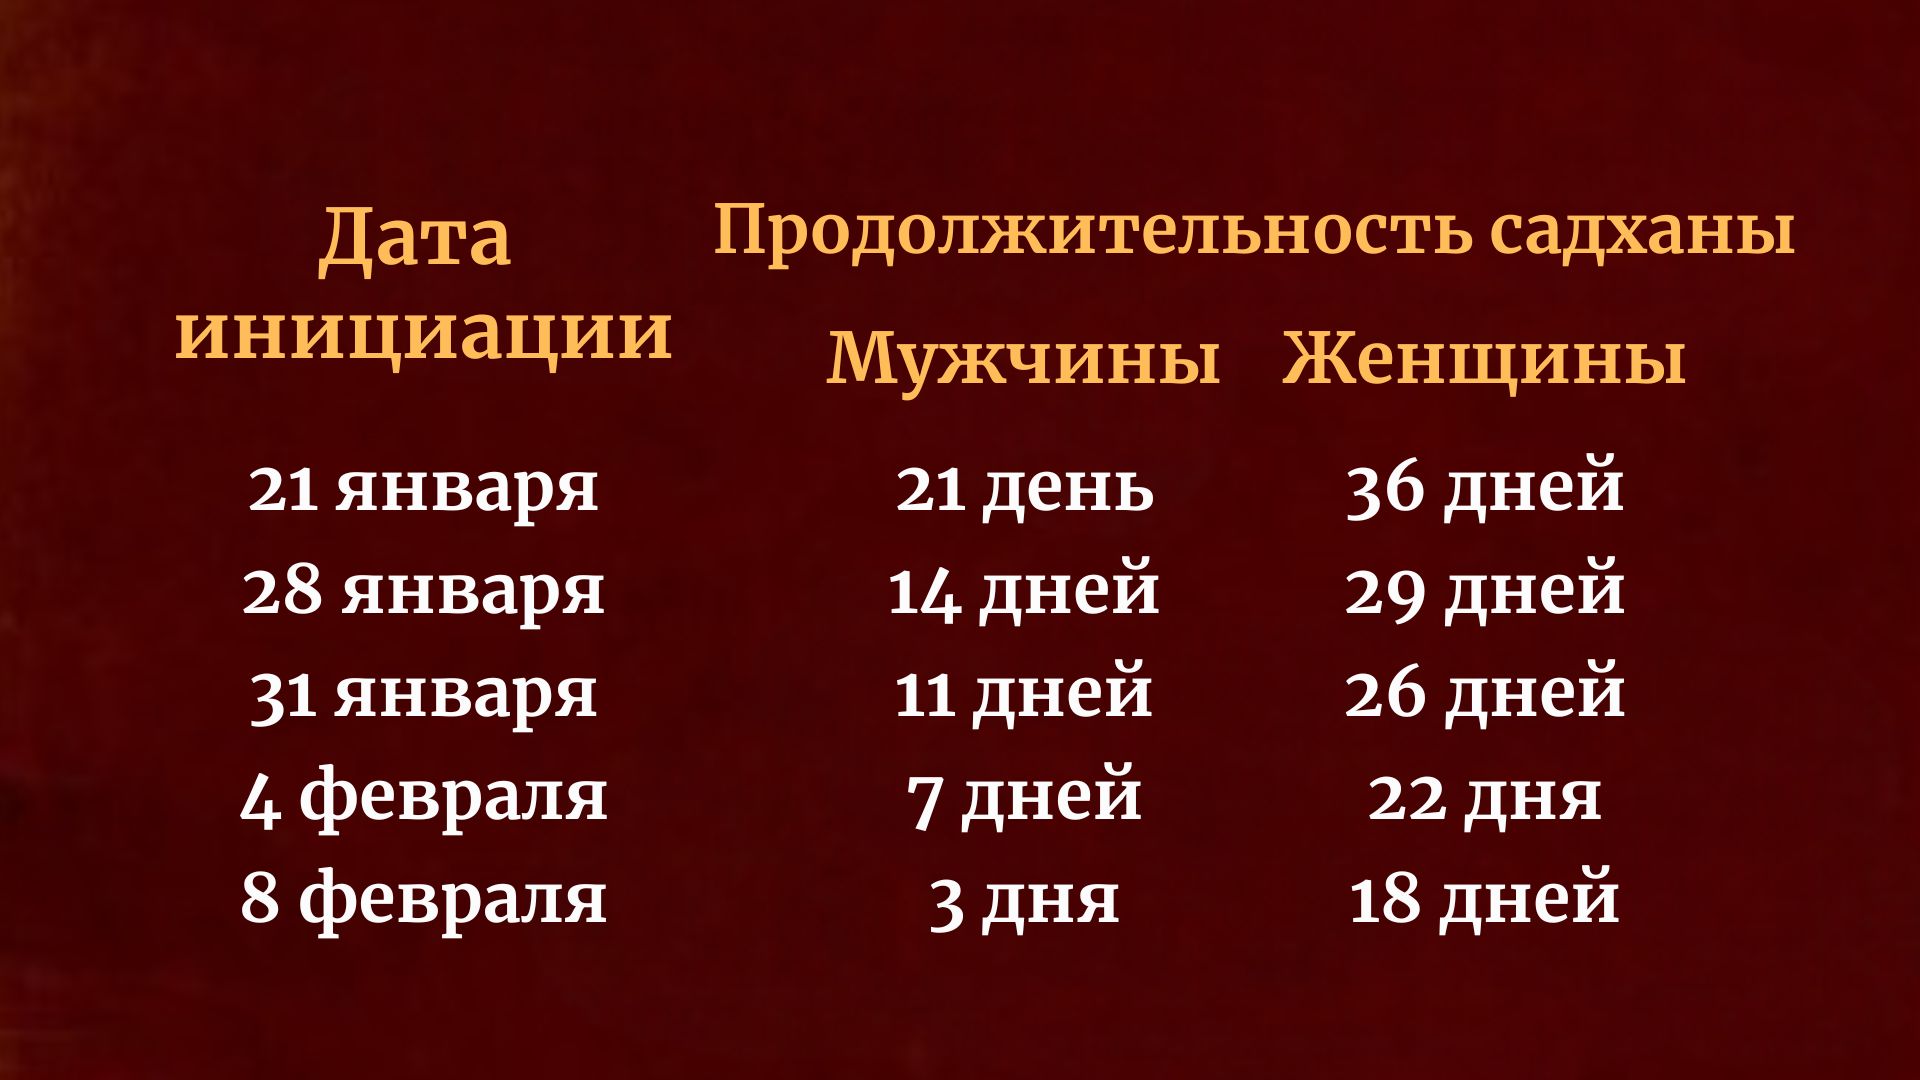 Дата
инициации
Продолжительность садханы
Мужчины Женщины
21 января 21 день 36 дней
28 января 14 дней 29 дней
31 января 11 дней 26 дней
4 февраля 7 дней 22 дня
8 февраля 3 дня 18 дней